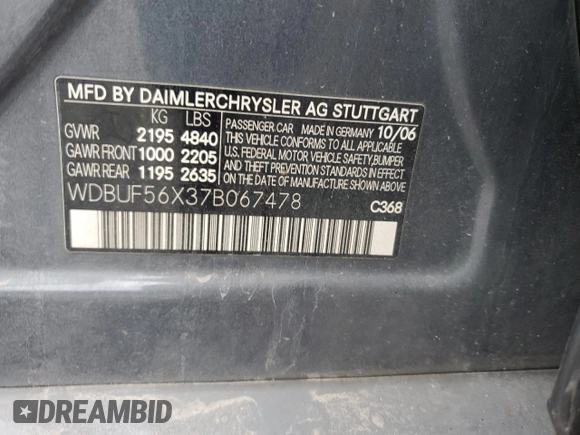 MFD BY DAIMLERCHRYSLER AG STUTTGART
KG LBS
GVWR 2195 4840
GAWR FRONT 1000 2205
GAWR REAR 1195 2635
PASSENGER CAR MADE IN GERMANY 10/06
THIS VEHICLE CONFORMS TO ALL APPLICABLE
U.S. FEDERAL MOTOR VEHICLE SAFETY, BUMPER
AND THEFT PREVENTION STANDARDS IN EFFECT
ON THE DATE OF MANUFACTURE SHOWN ABOVE.
WDBUF56X37B067478
C368
DREAMBID